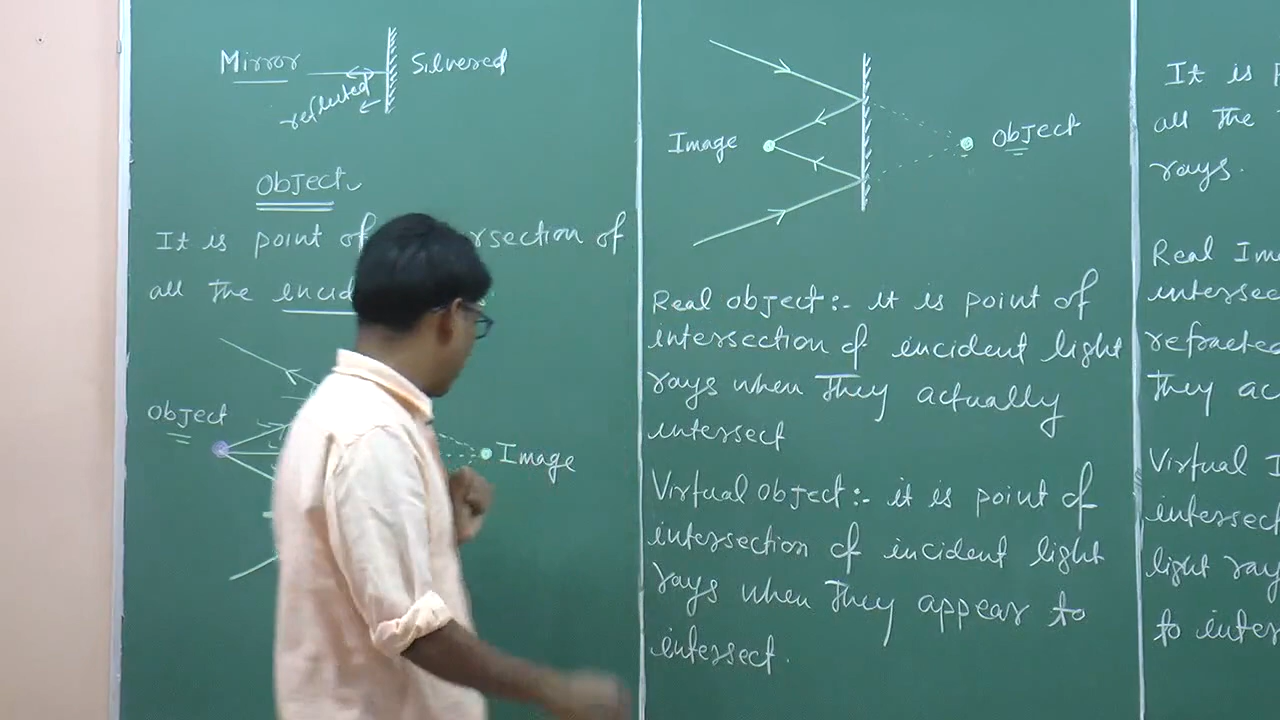 Mirror
Silvered
reflected
Object
It is point of rsection of
all the incid s.
Object
Image
Image
Object
Real object:- it is point of
intersection of incident light
rays when they actually
intersect
Virtual object:- it is point of
intersection of incident light
rays when they appear to
intersect.
It is
all the
rays.
Real Im
intersec
refracted
they ac
Virtual I
intersect
light ray
to inter